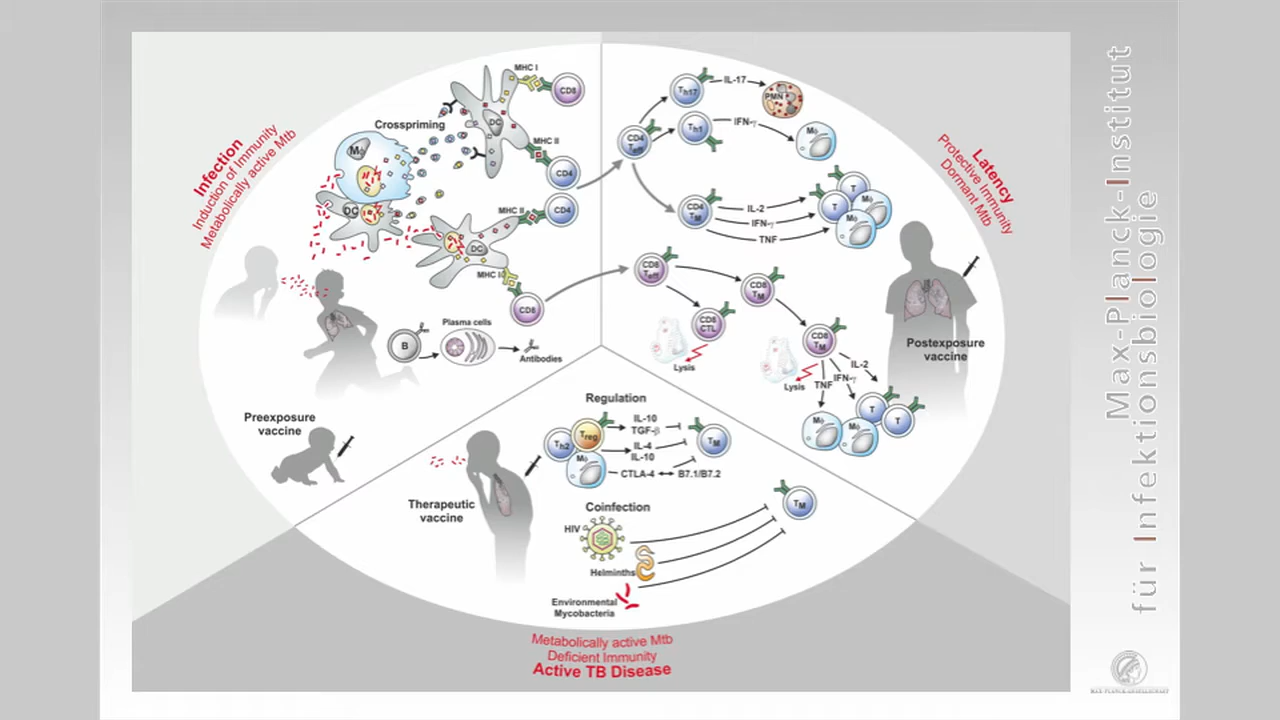 Infection
Induction of Immunity
Metabolically active Mtb
Crosspriming
Mφ
DC
DC
MHC I
CD8
MHC II
CD4
MHC II
CD4
DC
MHC I
CD8
B
Plasma cells
Antibodies
Preexposure
vaccine
Latency
Protective Immunity
Dormant Mtb
CD4
Teff
Th17
IL-17
PMN
Th1
IFN-γ
Mφ
CD4
TM
IL-2
IFN-γ
TNF
T
T
Mφ
Mφ
CD8
Teff
CD8
TM
CD8
CTL
Lysis
CD8
TM
Lysis
TNF
IFN-γ
IL-2
Mφ
Mφ
T
T
Postexposure
vaccine
Regulation
Th2
Treg
Mφ
IL-10
TGF-β
IL-4
IL-10
CTLA-4
B7.1/B7.2
TM
Therapeutic
vaccine
Coinfection
HIV
Helminths
Environmental
Mycobacteria
TM
Metabolically active Mtb
Deficient Immunity
Active TB Disease
Max-Planck-Institut
für Infektionsbiologie
MAX-PLANCK-GESELLSCHAFT